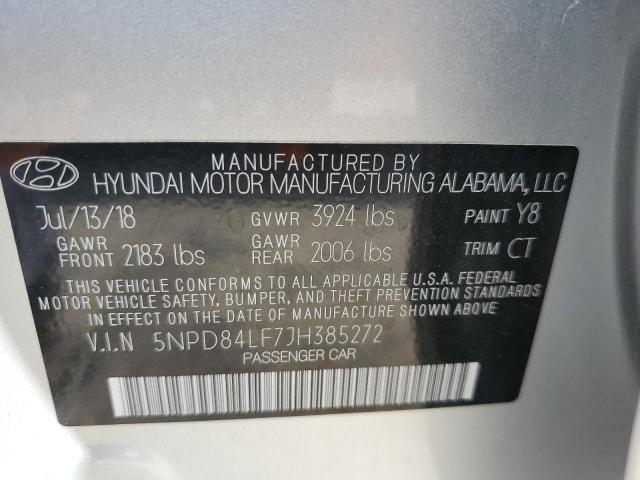 MANUFACTURED BY
HYUNDAI MOTOR MANUFACTURING ALABAMA, LLC
Jul/13/18 GVWR 3924 lbs PAINT Y8
GAWR FRONT 2183 lbs GAWR REAR 2006 lbs TRIM CT
THIS VEHICLE CONFORMS TO ALL APPLICABLE U.S.A. FEDERAL
MOTOR VEHICLE SAFETY, BUMPER, AND THEFT PREVENTION STANDARDS
IN EFFECT ON THE DATE OF MANUFACTURE SHOWN ABOVE.
V.I.N 5NPD84LF7JH385272
PASSENGER CAR